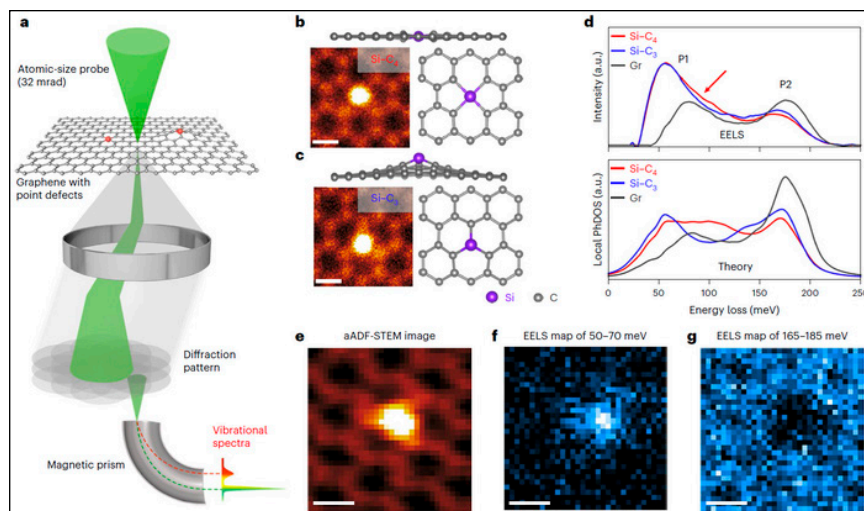 a
Atomic-size probe
(32 mrad)
Graphene with
point defects
Diffraction
pattern
Vibrational
spectra
Magnetic prism
b
Si–C4
c
Si–C3
Si
C
d
Si–C4
Si–C3
Gr
P1
P2
EELS
Intensity (a.u.)
Si–C4
Si–C3
Gr
Theory
Local PhDOS (a.u.)
0
50
100
150
200
250
Energy loss (meV)
e
aADF-STEM image
f
EELS map of 50–70 meV
g
EELS map of 165–185 meV